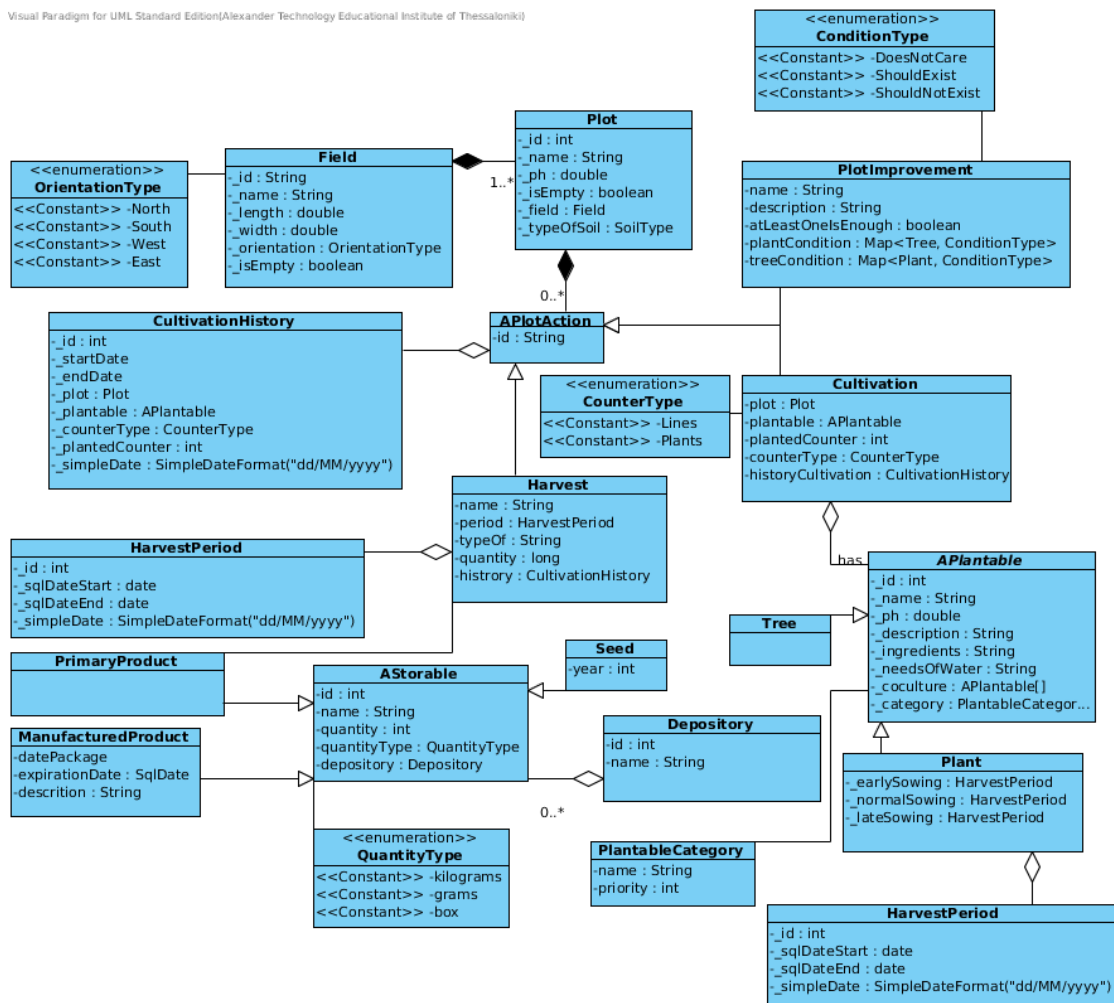 Visual Paradigm for UML Standard Edition(Alexander Technology Educational Institute of Thessaloniki)
<<enumeration>>
ConditionType
<<Constant>> -DoesNotCare
<<Constant>> -ShouldExist
<<Constant>> -ShouldNotExist
Plot
-_id : int
-_name : String
-_ph : double
-_isEmpty : boolean
-_field : Field
-_typeOfSoil : SoilType
Field
-_id : String
-_name : String
-_length : double
-_width : double
-_orientation : OrientationType
-_isEmpty : boolean
1..*
<<enumeration>>
OrientationType
<<Constant>> -North
<<Constant>> -South
<<Constant>> -West
<<Constant>> -East
PlotImprovement
-name : String
-description : String
-atLeastOneIsEnough : boolean
-plantCondition : Map<Tree, ConditionType>
-treeCondition : Map<Plant, ConditionType>
0..*
APlotAction
-id : String
CultivationHistory
-_id : int
-_startDate
-_endDate
-_plot : Plot
-_plantable : APlantable
-_counterType : CounterType
-_plantedCounter : int
-_simpleDate : SimpleDateFormat("dd/MM/yyyy")
<<enumeration>>
CounterType
<<Constant>> -Lines
<<Constant>> -Plants
Cultivation
-plot : Plot
-plantable : APlantable
-plantedCounter : int
-counterType : CounterType
-historyCultivation : CultivationHistory
Harvest
-name : String
-period : HarvestPeriod
-typeOf : String
-quantity : long
-histrory : CultivationHistory
HarvestPeriod
-_id : int
-_sqlDateStart : date
-_sqlDateEnd : date
-_simpleDate : SimpleDateFormat("dd/MM/yyyy")
has
APlantable
-_id : int
-_name : String
-_ph : double
-_description : String
-_ingredients : String
-_needsOfWater : String
-_coculture : APlantable[]
-_category : PlantableCategor...
Tree
PrimaryProduct
Seed
-year : int
AStorable
-id : int
-name : String
-quantity : int
-quantityType : QuantityType
-depository : Depository
ManufacturedProduct
-datePackage
-expirationDate : SqlDate
-descrition : String
Depository
-id : int
-name : String
0..*
Plant
-_earlySowing : HarvestPeriod
-_normalSowing : HarvestPeriod
-_lateSowing : HarvestPeriod
<<enumeration>>
QuantityType
<<Constant>> -kilograms
<<Constant>> -grams
<<Constant>> -box
PlantableCategory
-name : String
-priority : int
HarvestPeriod
-_id : int
-_sqlDateStart : date
-_sqlDateEnd : date
-_simpleDate : SimpleDateFormat("dd/MM/yyyy")